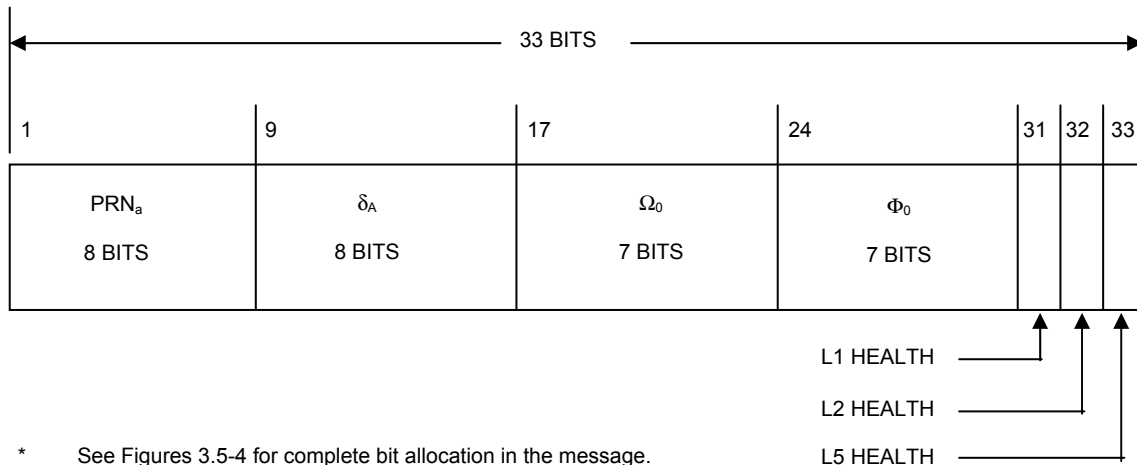 33 BITS
1 9 17 24 31 32 33
PRNa δA Ω0 Φ0
8 BITS 8 BITS 7 BITS 7 BITS
L1 HEALTH
L2 HEALTH
L5 HEALTH
* See Figures 3.5-4 for complete bit allocation in the message.